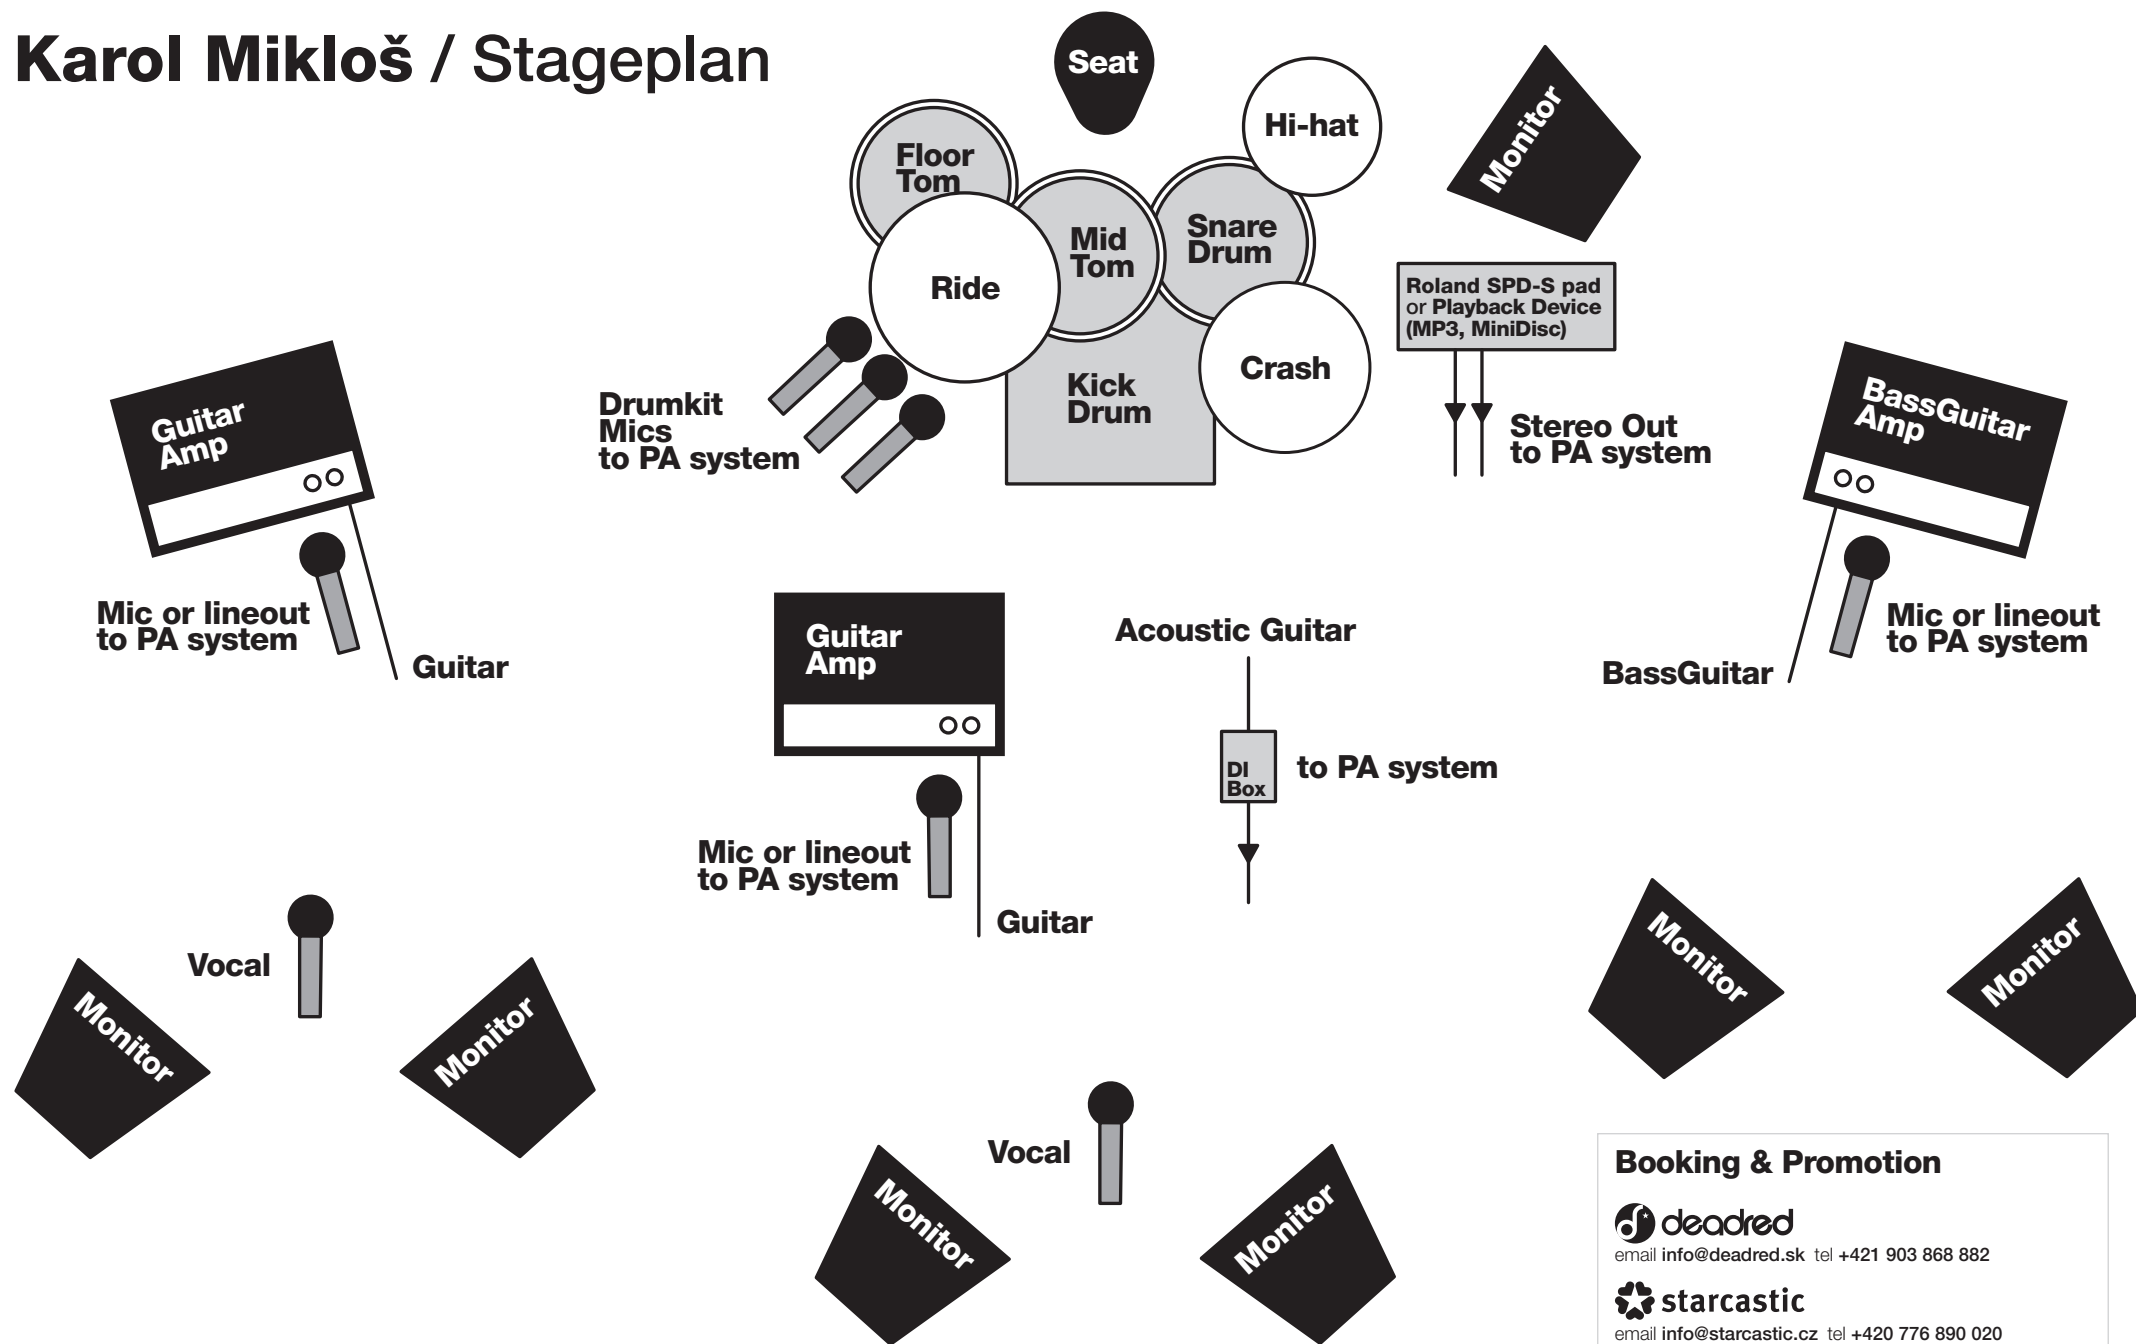 Karol Mikloš / Stageplan
Seat
Hi-hat
Monitor
Floor
Tom
Mid
Tom
Snare
Drum
Ride
Roland SPD-S pad
or Playback Device
(MP3, MiniDisc)
Crash
Kick
Drum
Drumkit
Mics
to PA system
Stereo Out
to PA system
Guitar
Amp
BassGuitar
Amp
Mic or lineout
to PA system
Guitar
Guitar
Amp
Acoustic Guitar
BassGuitar
Mic or lineout
to PA system
DI
Box
to PA system
Mic or lineout
to PA system
Guitar
Vocal
Monitor
Monitor
Monitor
Monitor
Vocal
Monitor
Monitor
Booking & Promotion
deadred
email info@deadred.sk tel +421 903 868 882
starcastic
email info@starcastic.cz tel +420 776 890 020